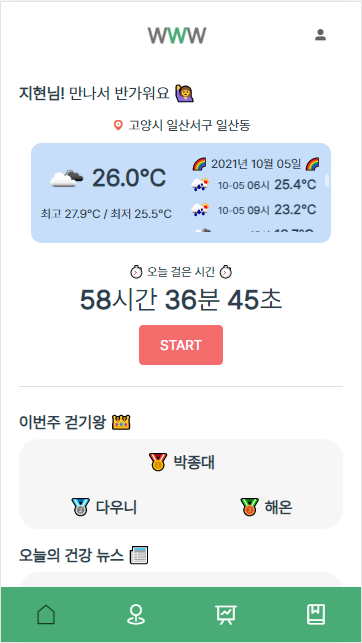 WWW
지현님! 만나서 반가워요
고양시 일산서구 일산동
26.0°C
최고 27.9°C / 최저 25.5°C
2021년 10월 05일
10-05 06시 25.4°C
10-05 09시 23.2°C
오늘 걸은 시간
58시간 36분 45초
START
이번주 걷기왕
박종대
다우니
해온
오늘의 건강 뉴스